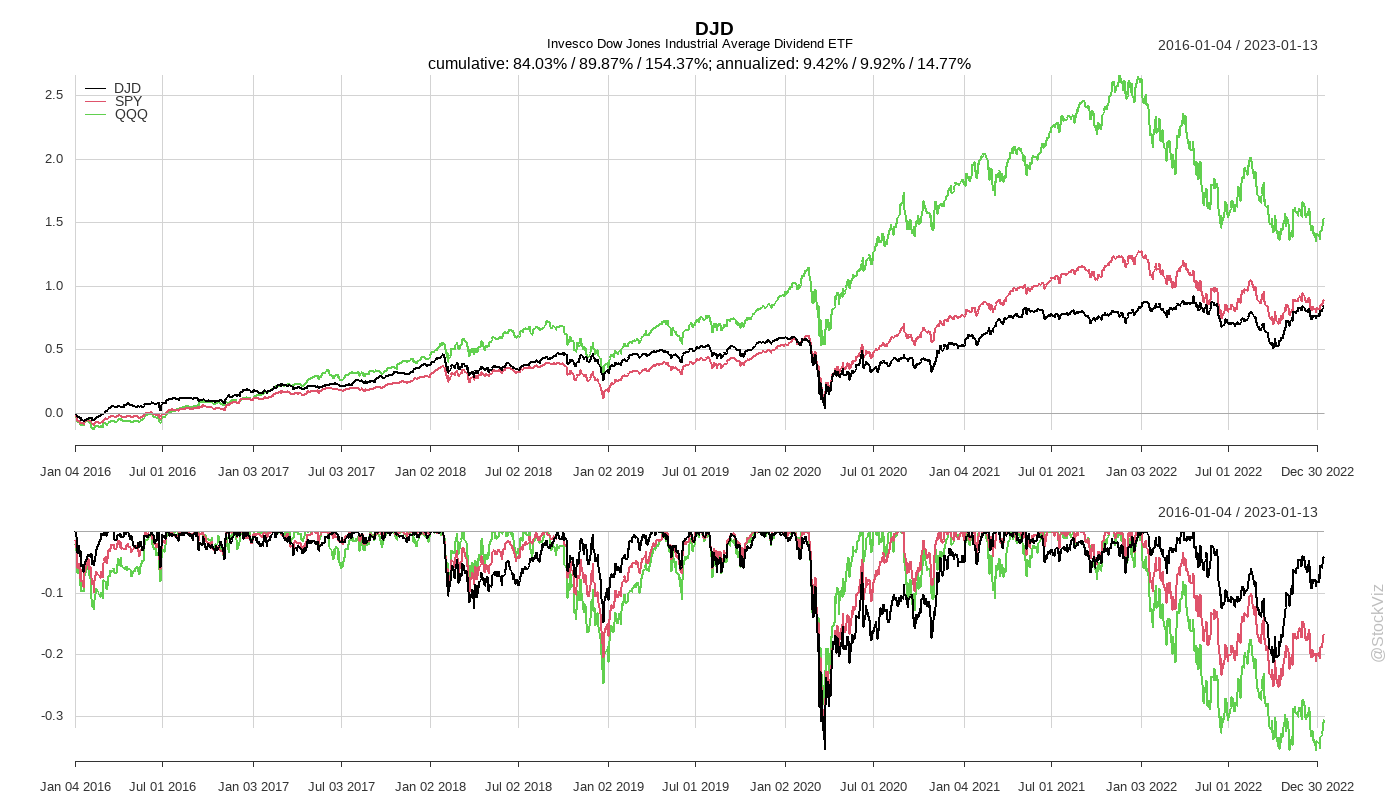 DJD
Invesco Dow Jones Industrial Average Dividend ETF
2016-01-04 / 2023-01-13
cumulative: 84.03% / 89.87% / 154.37%; annualized: 9.42% / 9.92% / 14.77%
DJD
SPY
QQQ
2.5
2.0
1.5
1.0
0.5
0.0
Jan 04 2016 Jul 01 2016 Jan 03 2017 Jul 03 2017 Jan 02 2018 Jul 02 2018 Jan 02 2019 Jul 01 2019 Jan 02 2020 Jul 01 2020 Jan 04 2021 Jul 01 2021 Jan 03 2022 Jul 01 2022 Dec 30 2022
2016-01-04 / 2023-01-13
-0.1
-0.2
-0.3
Jan 04 2016 Jul 01 2016 Jan 03 2017 Jul 03 2017 Jan 02 2018 Jul 02 2018 Jan 02 2019 Jul 01 2019 Jan 02 2020 Jul 01 2020 Jan 04 2021 Jul 01 2021 Jan 03 2022 Jul 01 2022 Dec 30 2022
@StockViz